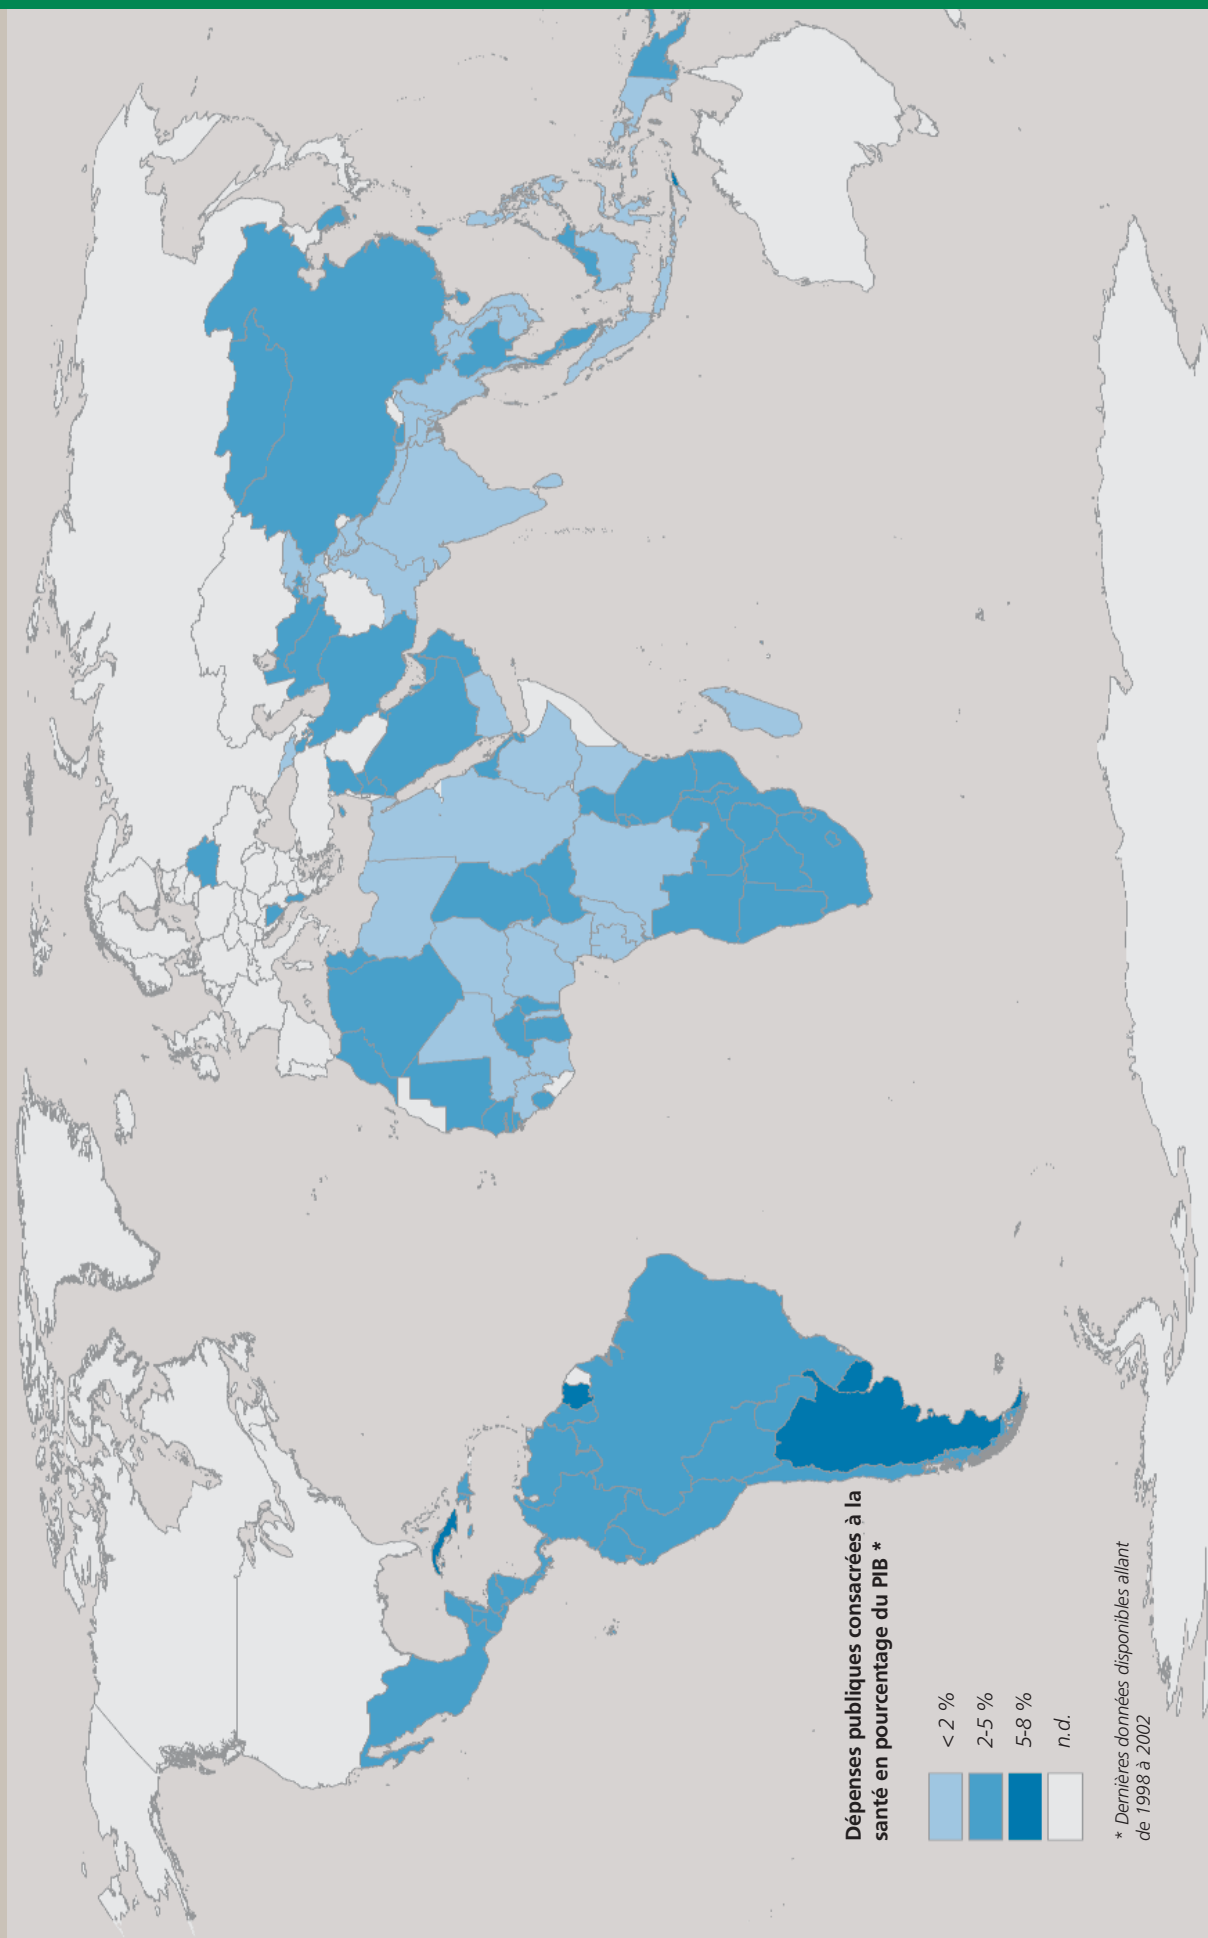 Dépenses publiques consacrées à la
santé en pourcentage du PIB *
< 2 %
2-5 %
5-8 %
n.d.
* Dernières données disponibles allant
de 1998 à 2002